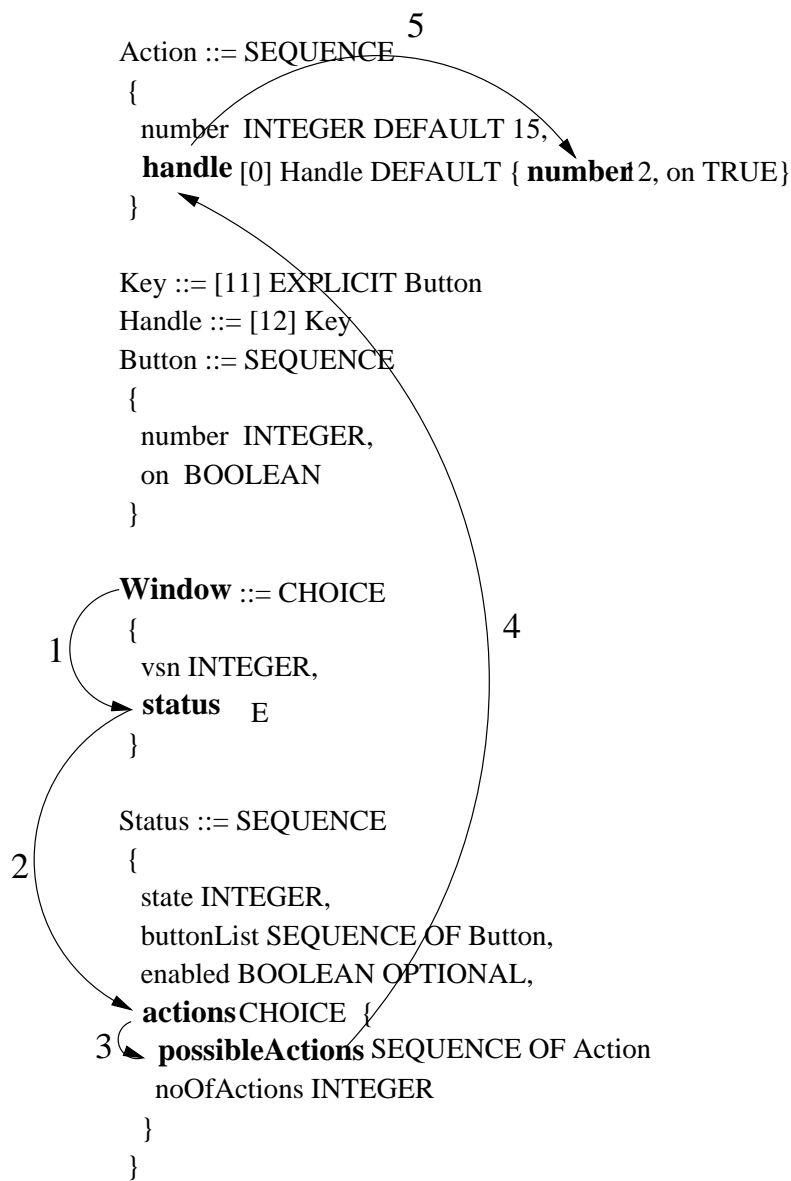 5
Action ::= SEQUENCE
{
number INTEGER DEFAULT 15,
handle [0] Handle DEFAULT { number12, on TRUE}
}
Key ::= [11] EXPLICIT Button
Handle ::= [12] Key
Button ::= SEQUENCE
{
number INTEGER,
on BOOLEAN
}
Window ::= CHOICE
{
4
1
vsn INTEGER,
status E
}
Status ::= SEQUENCE
{
2
state INTEGER,
buttonList SEQUENCE OF Button,
enabled BOOLEAN OPTIONAL,
actions CHOICE {
3
possibleActions SEQUENCE OF Action
noOfActions INTEGER
}
}